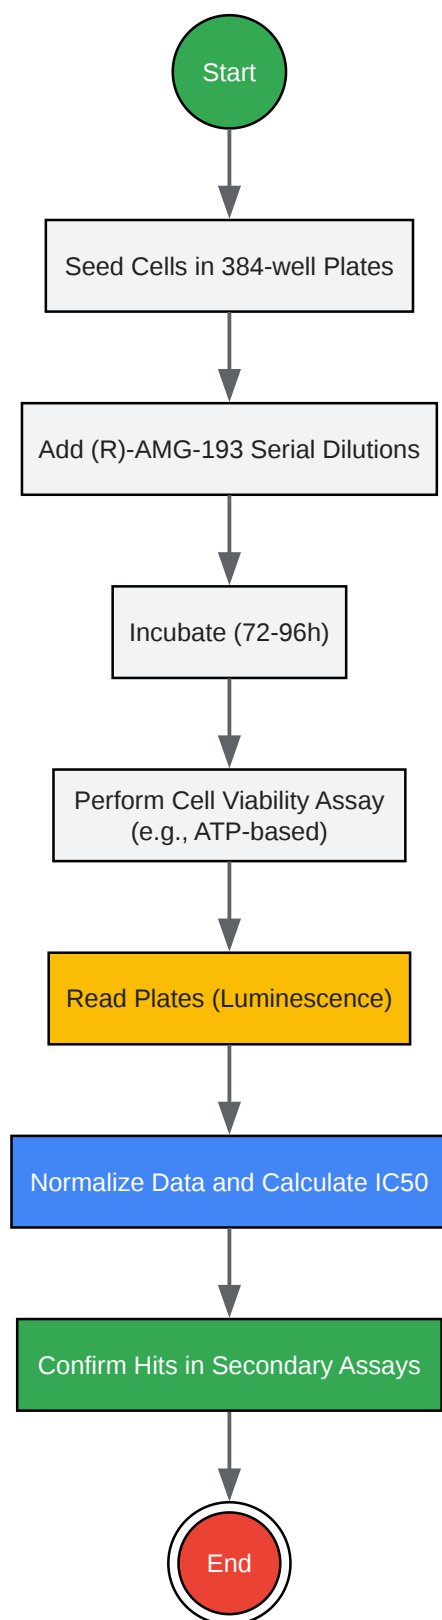 Start
Seed Cells in 384-well Plates
Add (R)-AMG-193 Serial Dilutions
Incubate (72-96h)
Perform Cell Viability Assay
(e.g., ATP-based)
Read Plates (Luminescence)
Normalize Data and Calculate IC50
Confirm Hits in Secondary Assays
End